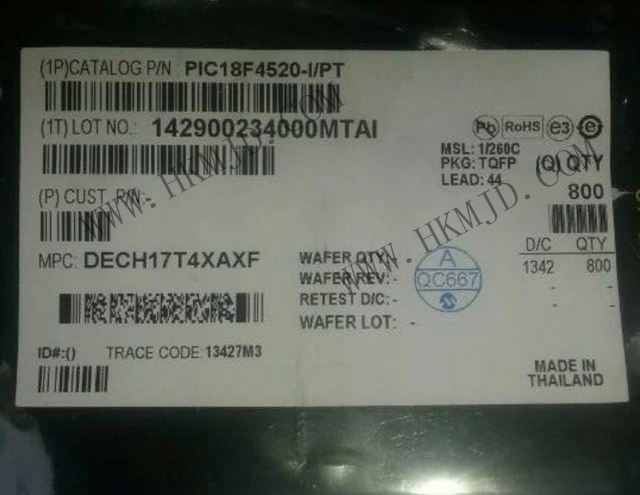 (1P)CATALOG P/N : PIC18F4520-I/PT
(1T) LOT NO.: 142900234000MTAI
Pb RoHS e3 e
MSL: 1/260C
PKG: TQFP (Q) QTY
LEAD: 44 800
(P) CUST. P/N:-
D/C QTY
1342 800
- -
- -
MPC: DECH17T4XAXF
WAFER QTY:
WAFER REV:-
RETEST D/C:-
WAFER LOT: -
A
QC667
ID#:() TRACE CODE: 13427M3
MADE IN
THAILAND
WWW.HKMJD.COM
WWW.HKMJD.COM